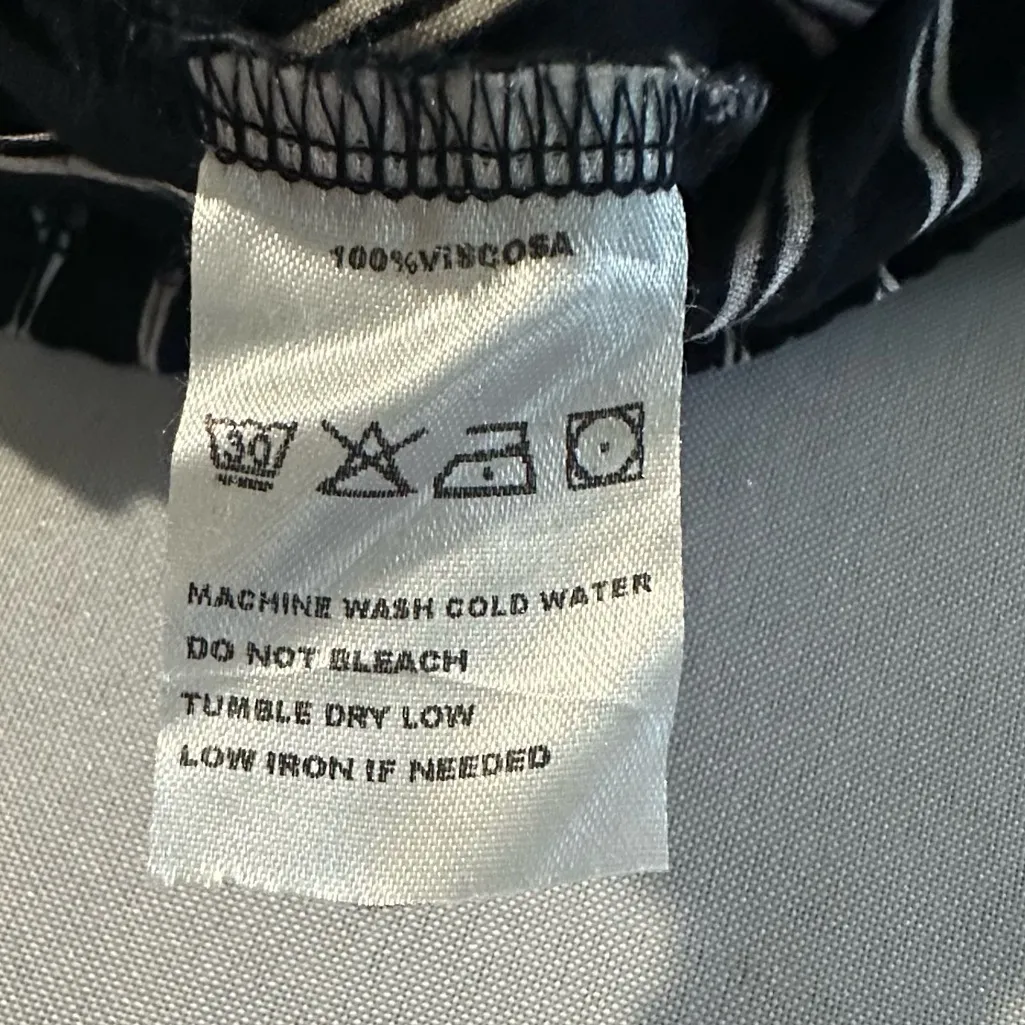 100%VISCOSA
30
MACHINE WASH COLD WATER
DO NOT BLEACH
TUMBLE DRY LOW
LOW IRON IF NEEDED